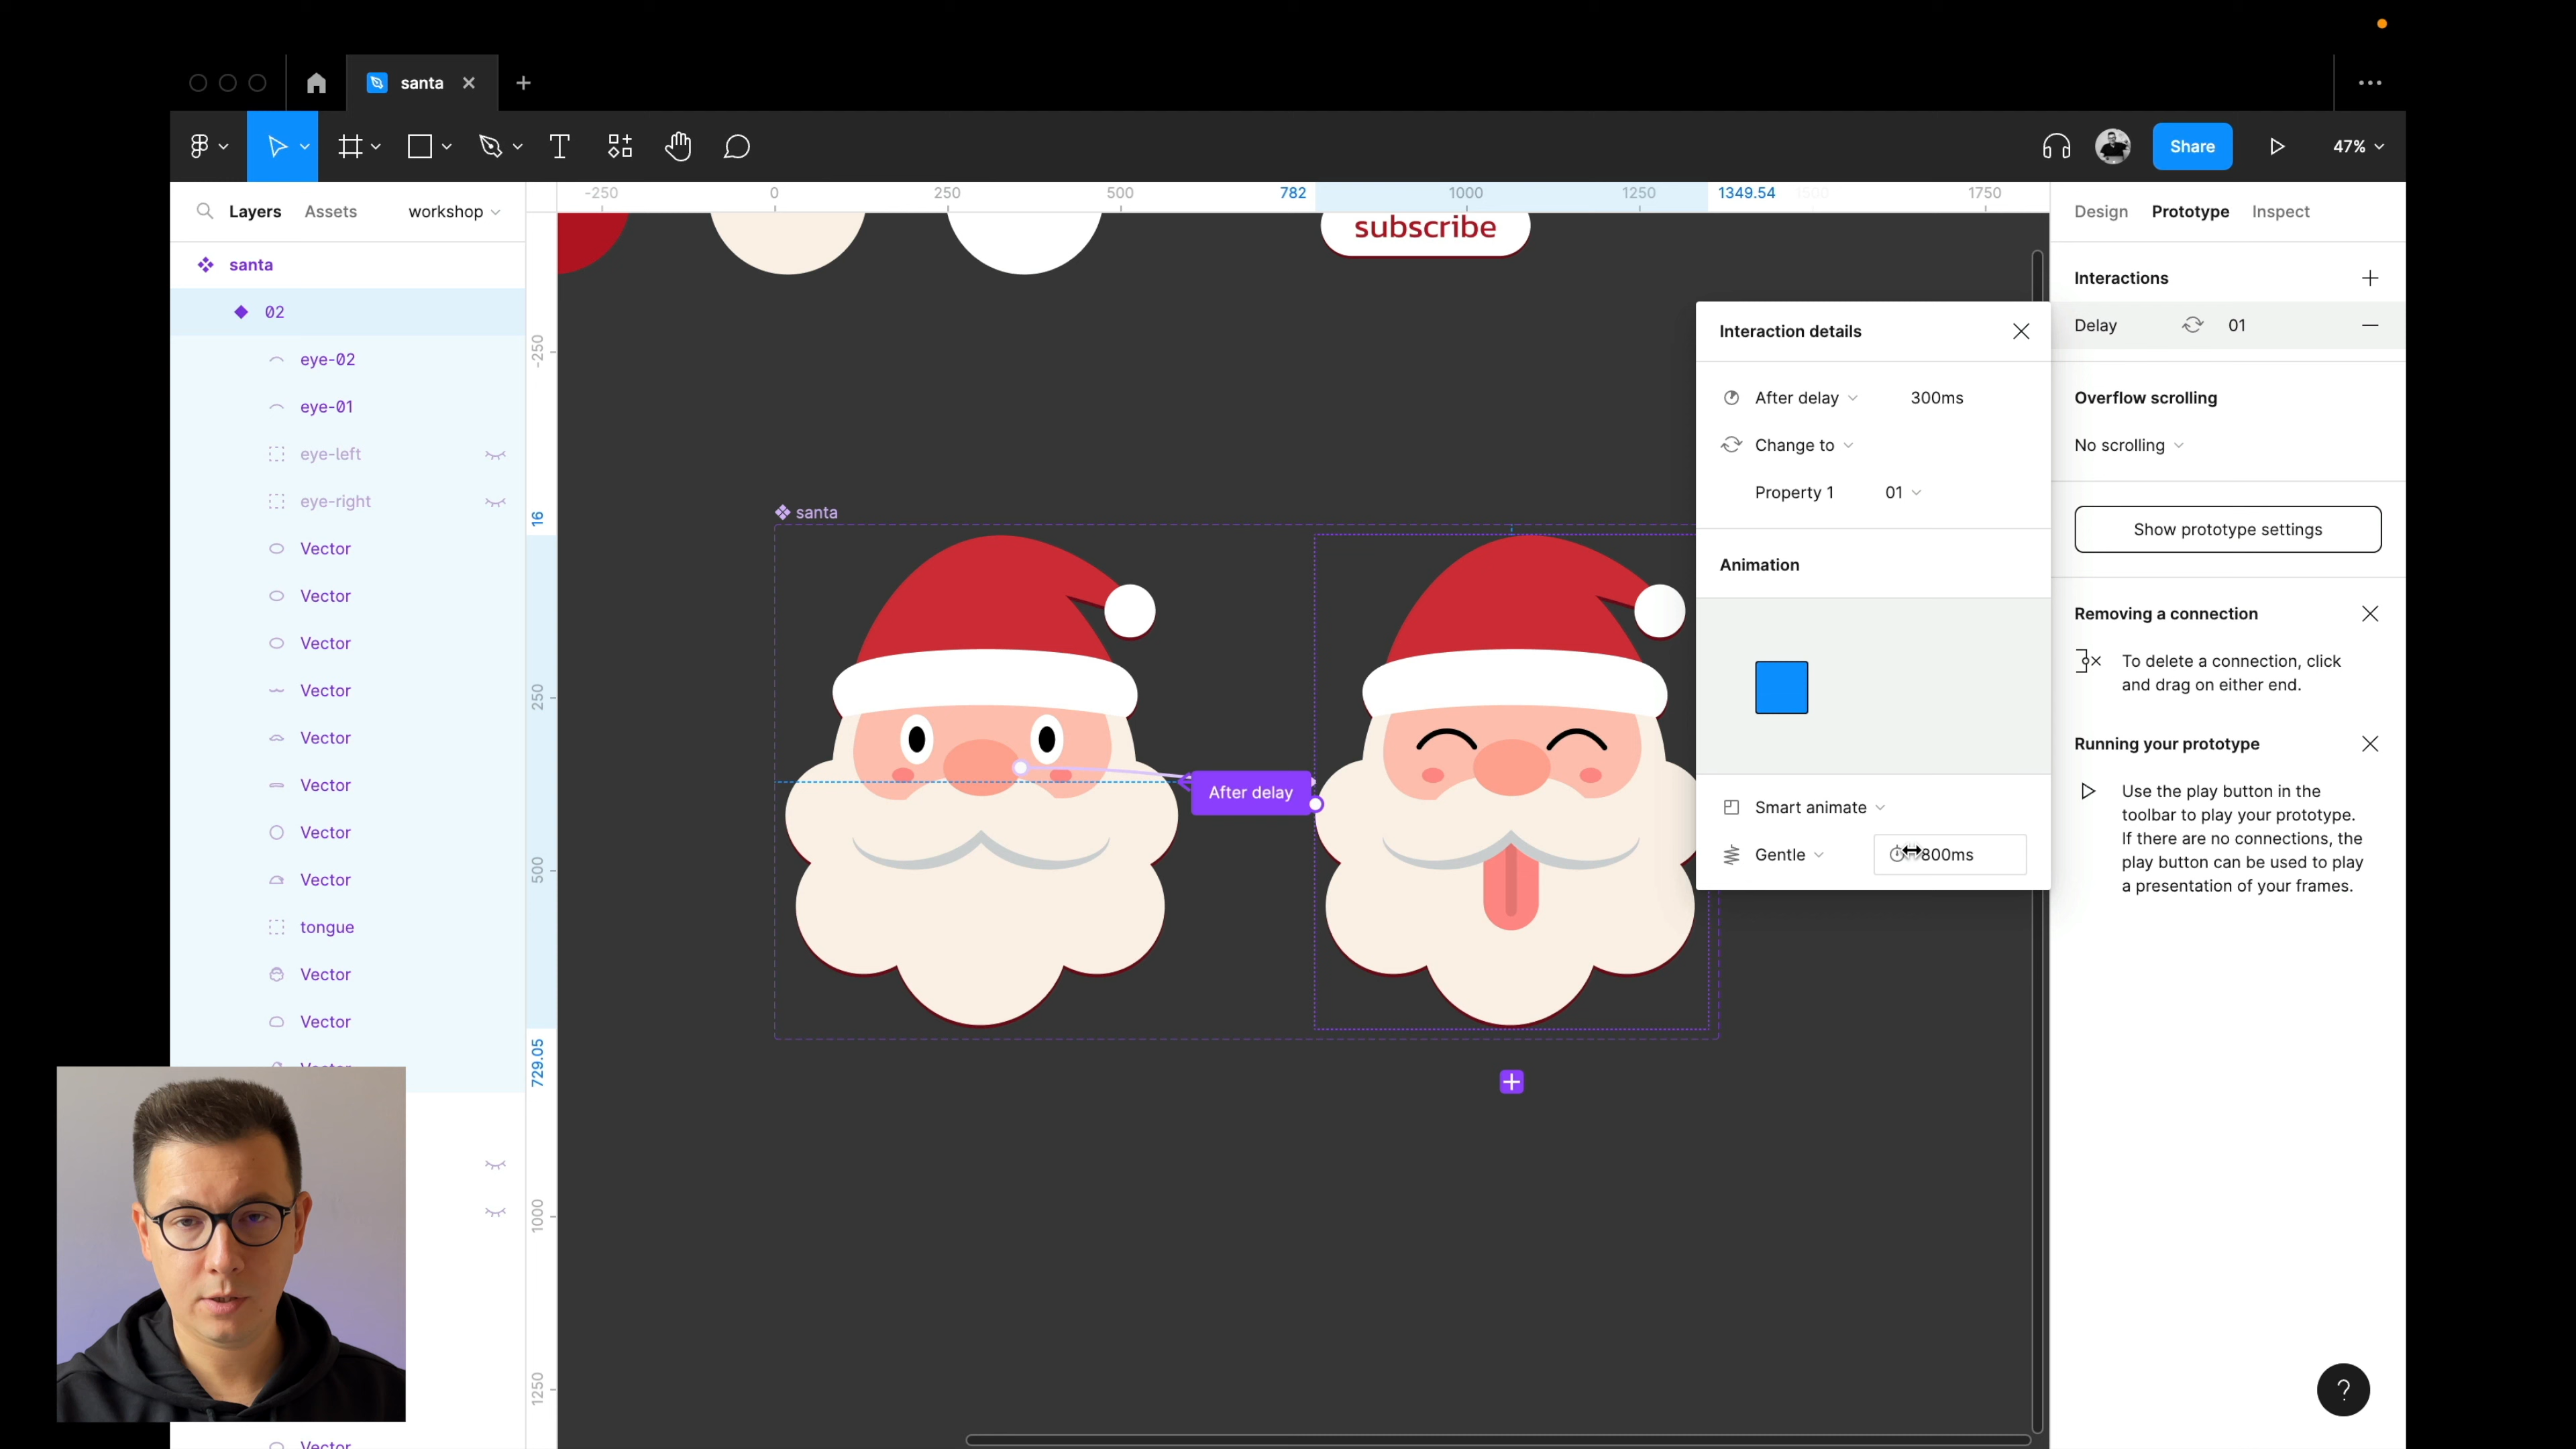 santa
Share
47%
Layers
Assets
workshop
-250
0
250
500
782
1000
1250
1349.54
1500
1750
Design
Prototype
Inspect
santa
02
eye-02
eye-01
eye-left
eye-right
Vector
Vector
Vector
Vector
Vector
Vector
Vector
Vector
tongue
Vector
Vector
Vector
Vector
-250
16
250
500
729.05
1000
1250
subscribe
santa
After delay
Interaction details
After delay
300ms
Change to
Property 1
01
Animation
Smart animate
Gentle
800ms
Interactions
Delay
01
Overflow scrolling
No scrolling
Show prototype settings
Removing a connection
To delete a connection, click
and drag on either end.
Running your prototype
Use the play button in the
toolbar to play your prototype.
If there are no connections, the
play button can be used to play
a presentation of your frames.
?